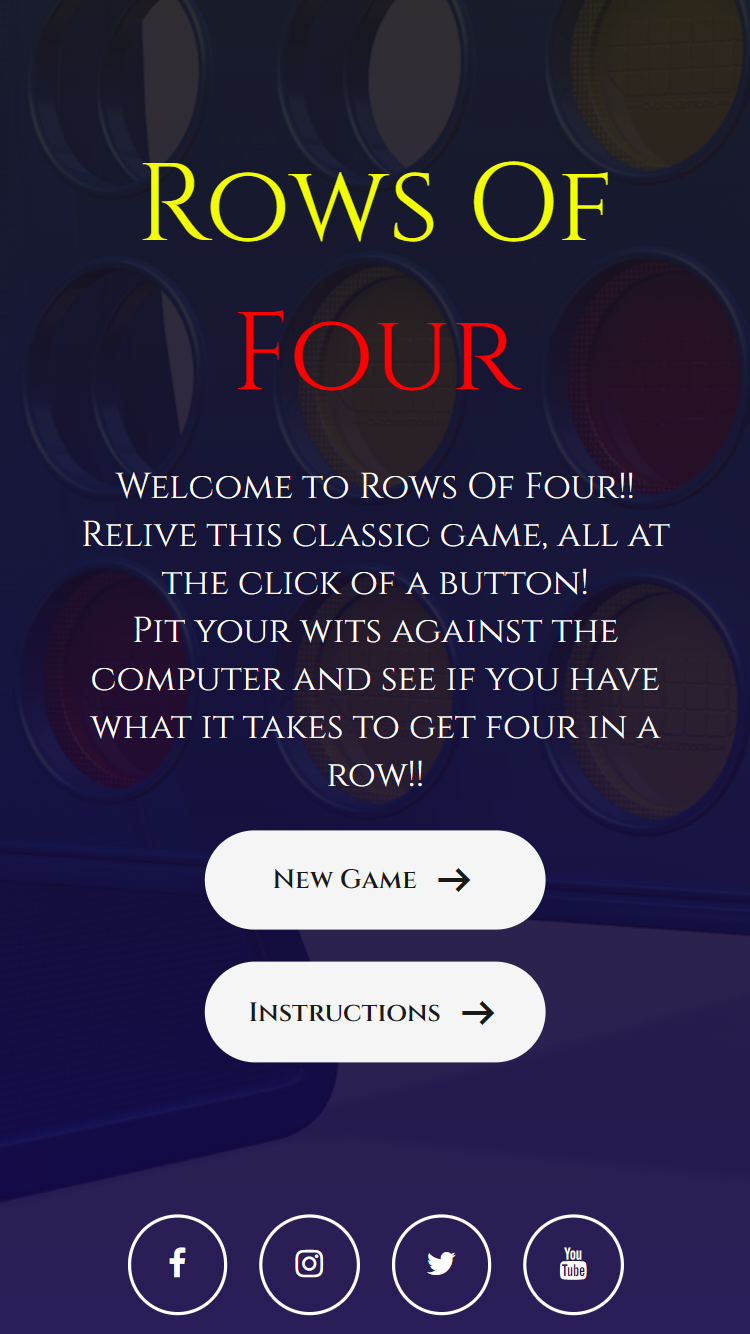 Rows Of
Four
Welcome to Rows Of Four!!
Relive this classic game, all at
the click of a button!
Pit your wits against the
computer and see if you have
what it takes to get four in a
row!!
New Game
Instructions
You
Tube